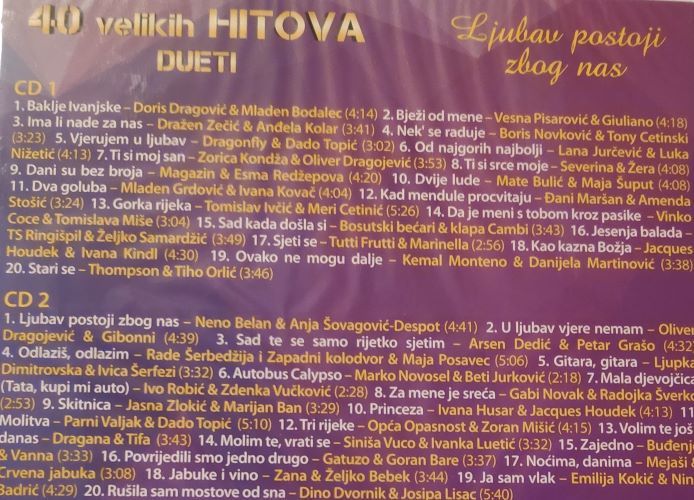 40 velikih HITOVA
DUETI
Ljubav postoji
zbog nas
CD 1
1. Baklje Ivanjske – Doris Dragović & Mladen Bodalec (4:14) 2. Bježi od mene – Vesna Pisarović & Giuliano (4:18)
3. Ima li nade za nas – Dražen Zečić & Anđela Kolar (3:41) 4. Nek' se raduje – Boris Novković & Tony Cetinski
(3:23) 5. Vjerujem u ljubav – Dragonfly & Dado Topić (3:02) 6. Od najgorih najbolji – Lana Jurčević & Luka
Nižetić (4:13) 7. Ti si moj san – Zorica Kondža & Oliver Dragojević (3:53) 8. Ti si srce moje – Severina & Žera (4:08)
9. Dani su bez broja – Magazin & Esma Redžepova (4:20) 10. Dvije lude – Mate Bulić & Maja Šuput (4:08)
11. Dva goluba – Mladen Grdović & Ivana Kovač (4:04) 12. Kad mendule procvitaju – Đani Maršan & Amenda
Stošić (3:24) 13. Gorka rijeka – Tomislav Ivčić & Meri Cetinić (5:26) 14. Da je meni s tobom kroz pasike – Vinko
Coce & Tomislava Miše (3:04) 15. Sad kada došla si – Bosutski bećari & klapa Cambi (3:43) 16. Jesenja balada –
TS Ringišpil & Željko Samardžić (3:49) 17. Sjeti se – Tutti Frutti & Marinella (2:56) 18. Kao kazna Božja – Jacques
Houdek & Ivana Kindl (4:30) 19. Ovako ne mogu dalje – Kemal Monteno & Danijela Martinović (3:38)
20. Stari se – Thompson & Tiho Orlić (3:46)
CD 2
1. Ljubav postoji zbog nas – Neno Belan & Anja Šovagović-Despot (4:41) 2. U ljubav vjere nemam – Oliver
Dragojević & Gibonni (4:39) 3. Sad te se samo rijetko sjetim – Arsen Dedić & Petar Grašo (4:32)
4. Odlaziš, odlazim – Rade Šerbedžija i Zapadni kolodvor & Maja Posavec (5:06) 5. Gitara, gitara – Ljupka
Dimitrovska & Ivica Šerfezi (3:32) 6. Autobus Calypso – Marko Novosel & Beti Jurković (2:18) 7. Mala djevojčica
(Tata, kupi mi auto) – Ivo Robić & Zdenka Vučković (2:28) 8. Za mene je sreća – Gabi Novak & Radojka Šverko
(2:53) 9. Skitnica – Jasna Zlokić & Marijan Ban (3:29) 10. Princeza – Ivana Husar & Jacques Houdek (4:13) 11
Molitva – Parni Valjak & Dado Topić (5:10) 12. Tri rijeke – Opća Opasnost & Zoran Mišić (4:15) 13. Volim te još
danas – Dragana & Tifa (3:43) 14. Molim te, vrati se – Siniša Vuco & Ivanka Luetić (3:32) 15. Zajedno – Buđenje
& Vanna (3:33) 16. Povrijedili smo jedno drugo – Gatuzo & Goran Bare (3:37) 17. Noćima, danima – Mejaši &
Crvena jabuka (3:08) 18. Jabuke i vino – Zana & Željko Bebek (3:44) 19. Ja sam vlak – Emilija Kokić & Nina
Badrić (4:29) 20. Rušila sam mostove od sna – Dino Dvornik & Josipa Lisac (5:40)